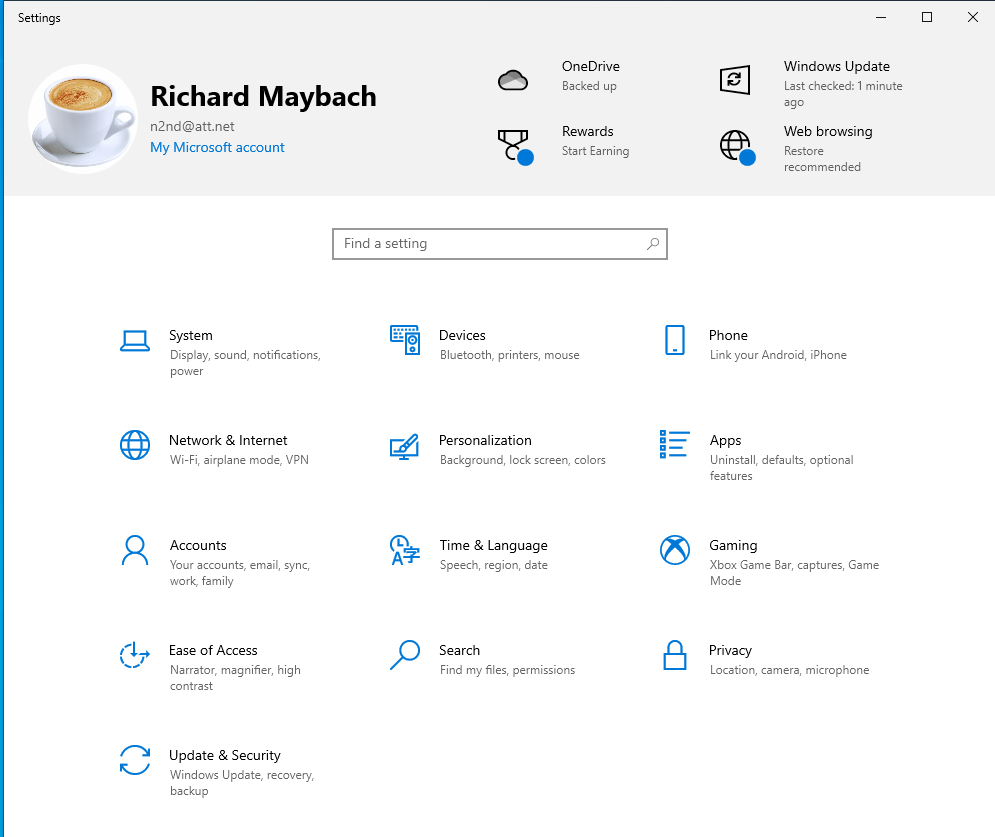 Settings
Richard Maybach
n2nd@att.net
My Microsoft account
OneDrive
Backed up
Windows Update
Last checked: 1 minute
ago
Rewards
Start Earning
Web browsing
Restore
recommended
Find a setting
System
Display, sound, notifications,
power
Devices
Bluetooth, printers, mouse
Phone
Link your Android, iPhone
Network & Internet
Wi-Fi, airplane mode, VPN
Personalization
Background, lock screen, colors
Apps
Uninstall, defaults, optional
features
Accounts
Your accounts, email, sync,
work, family
Time & Language
Speech, region, date
Gaming
Xbox Game Bar, captures, Game
Mode
Ease of Access
Narrator, magnifier, high
contrast
Search
Find my files, permissions
Privacy
Location, camera, microphone
Update & Security
Windows Update, recovery,
backup